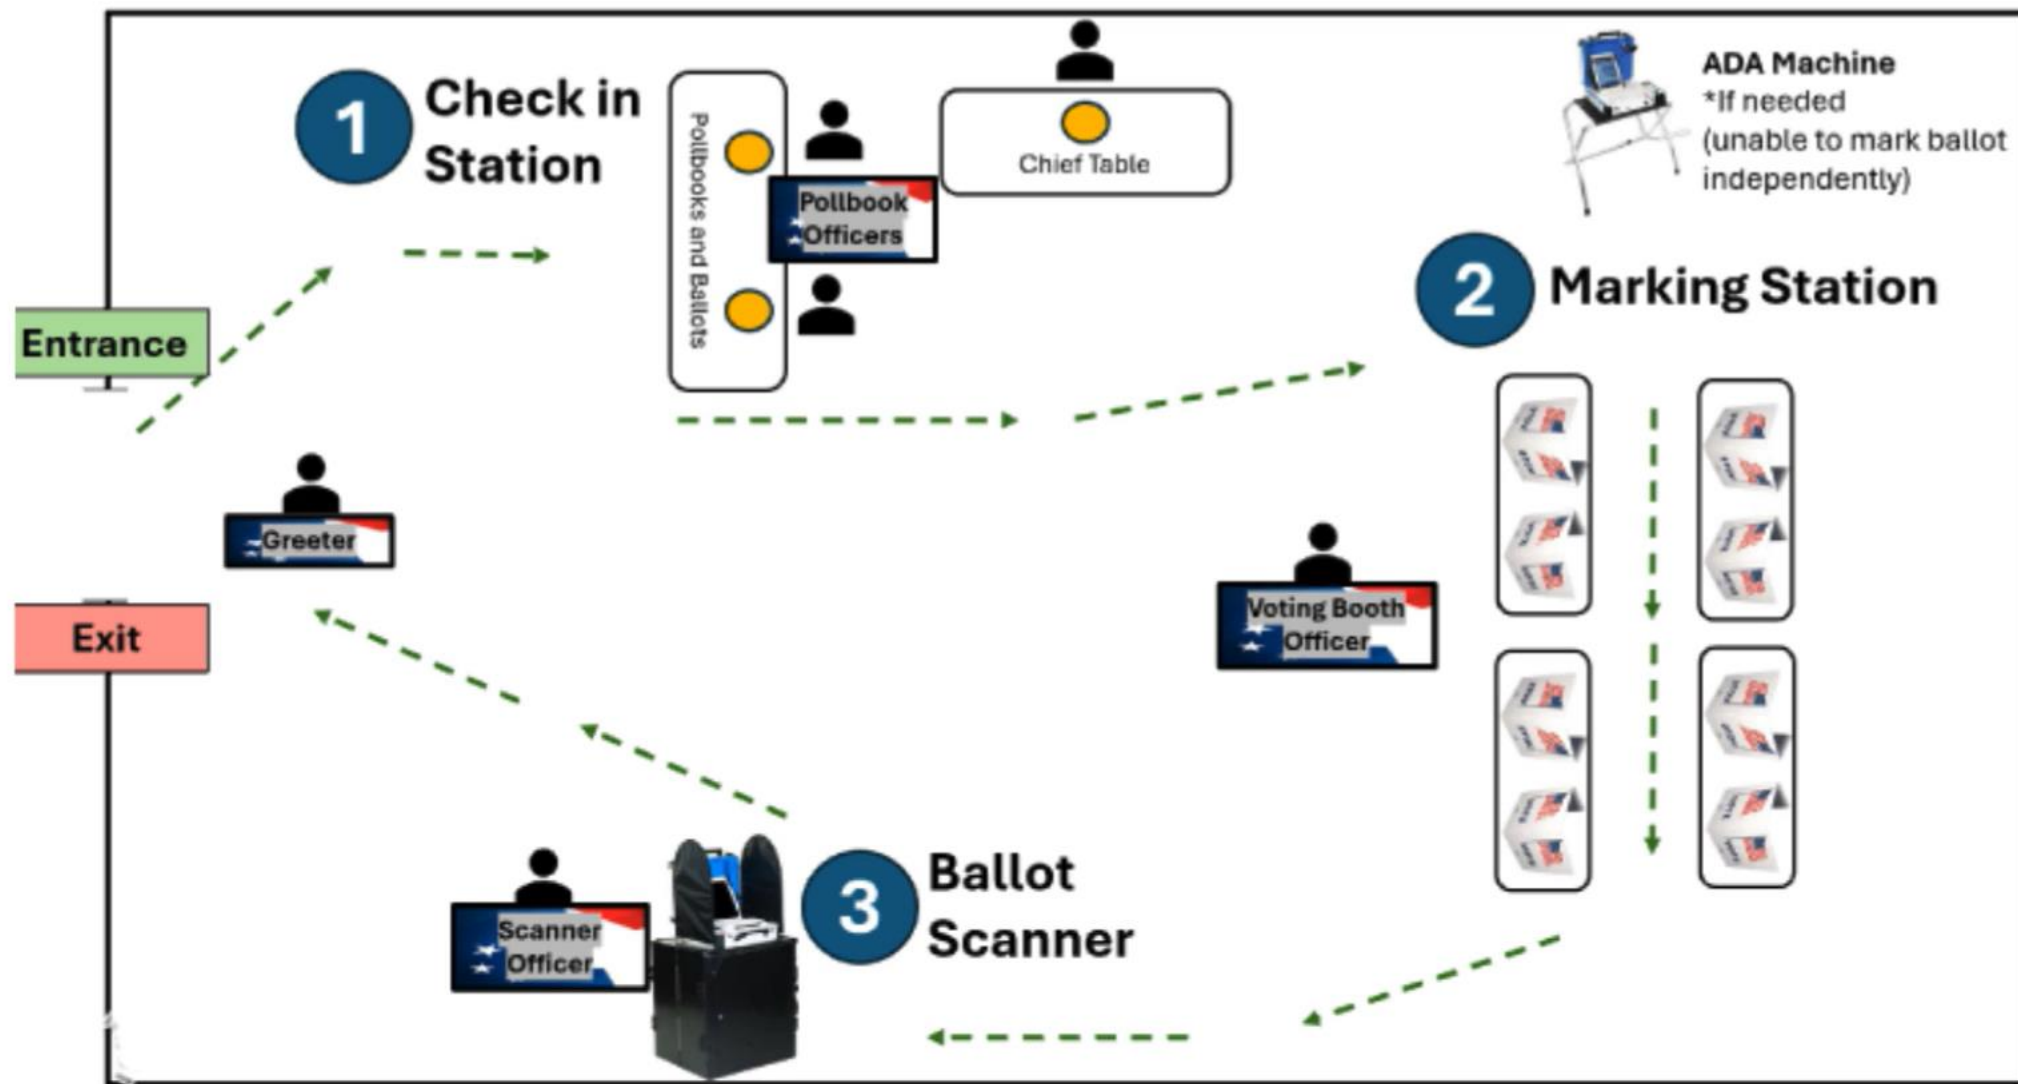 1
Check in
Station
Pollbooks and Ballots
Pollbook
Officers
Chief Table
ADA Machine
*If needed
(unable to mark ballot
independently)
2
Marking Station
Entrance
Greeter
Exit
Voting Booth
Officer
3
Ballot
Scanner
Scanner
Officer